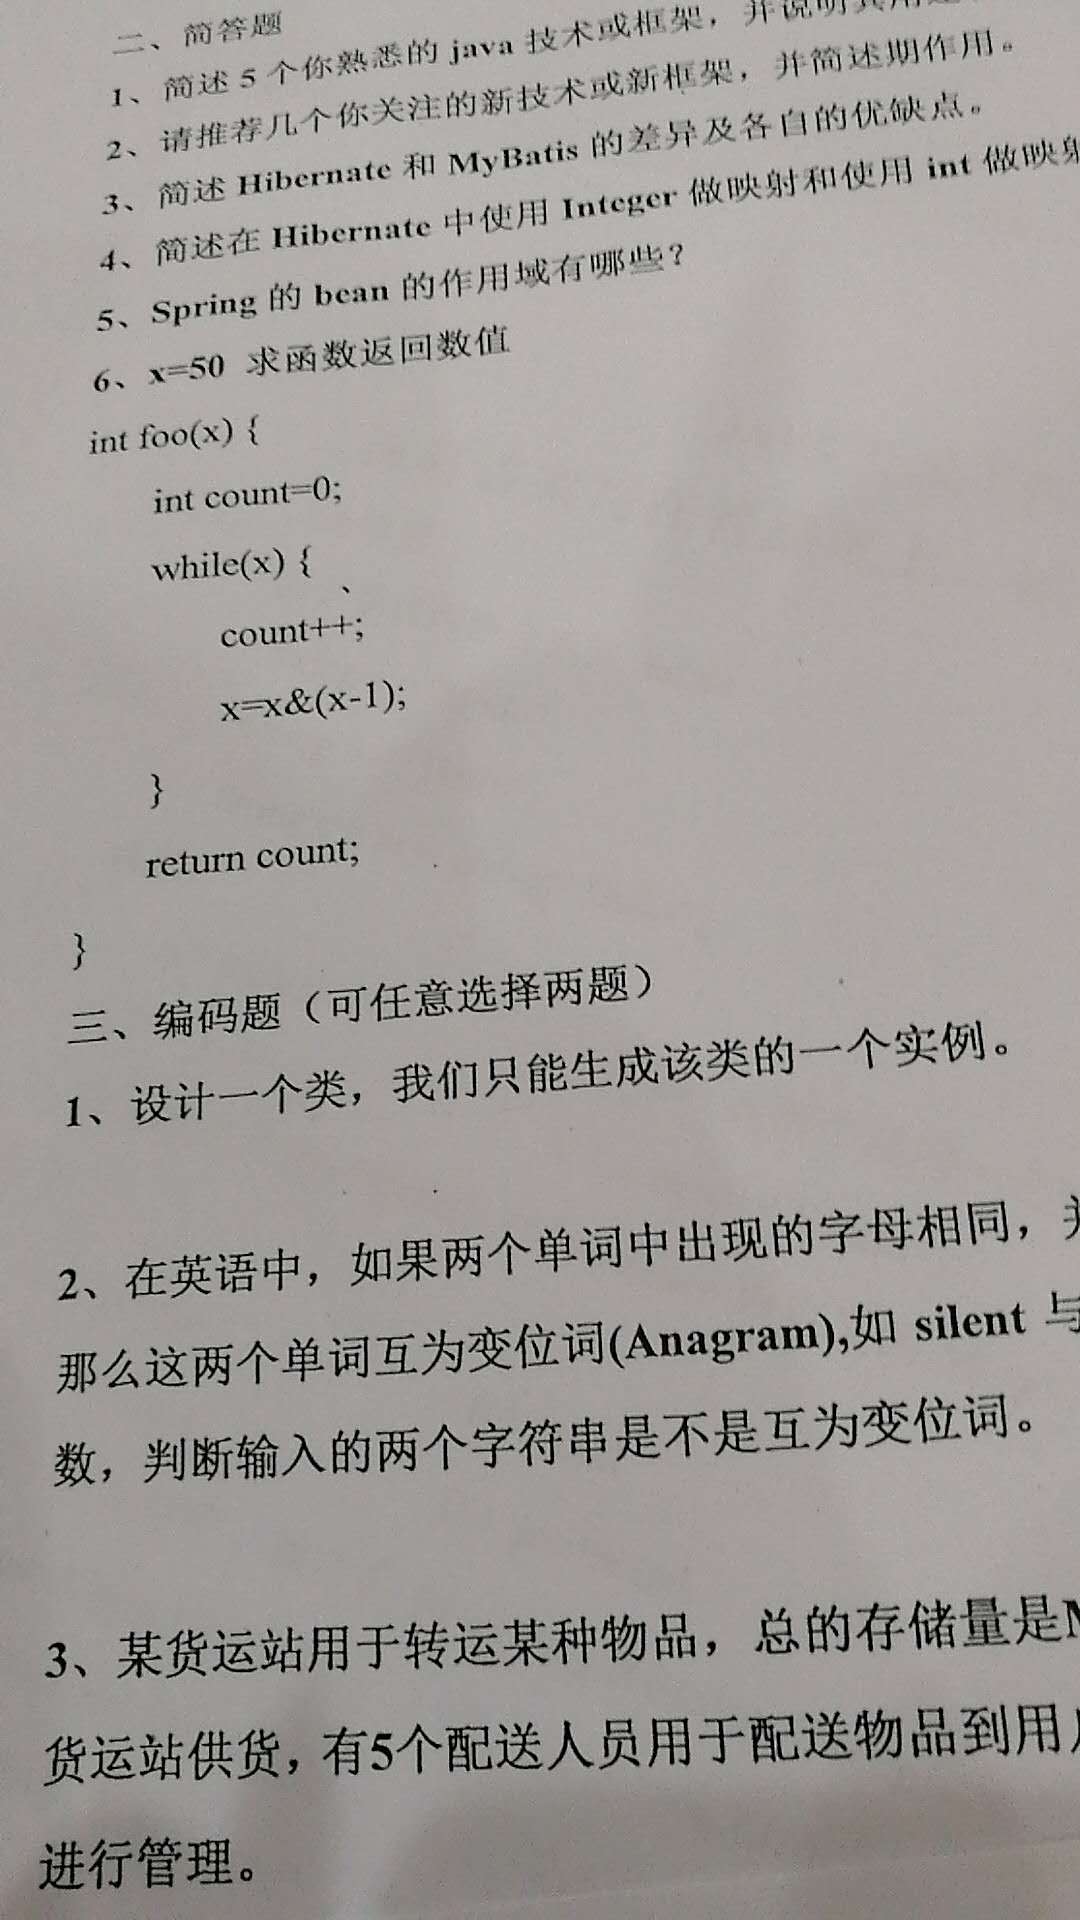 二、简答题
1、简述 5 个你熟悉的 java 技术或框架，并说明其用
2、请推荐几个你关注的新技术或新框架，并简述期作用。
3、简述 Hibernate 和 MyBatis 的差异及各自的优缺点。
4、简述在 Hibernate 中使用 Integer 做映射和使用 int 做映射
5、Spring 的 bean 的作用域有哪些？
6、x=50 求函数返回数值
int foo(x) {
int count=0;
while(x) {
count++;
x=x&(x-1);
}
return count;
}
三、编码题（可任意选择两题）
1、设计一个类，我们只能生成该类的一个实例。
2、在英语中，如果两个单词中出现的字母相同，
那么这两个单词互为变位词(Anagram),如 silent 与
数，判断输入的两个字符串是不是互为变位词。
3、某货运站用于转运某种物品，总的存储量是
货运站供货，有5个配送人员用于配送物品到用
进行管理。